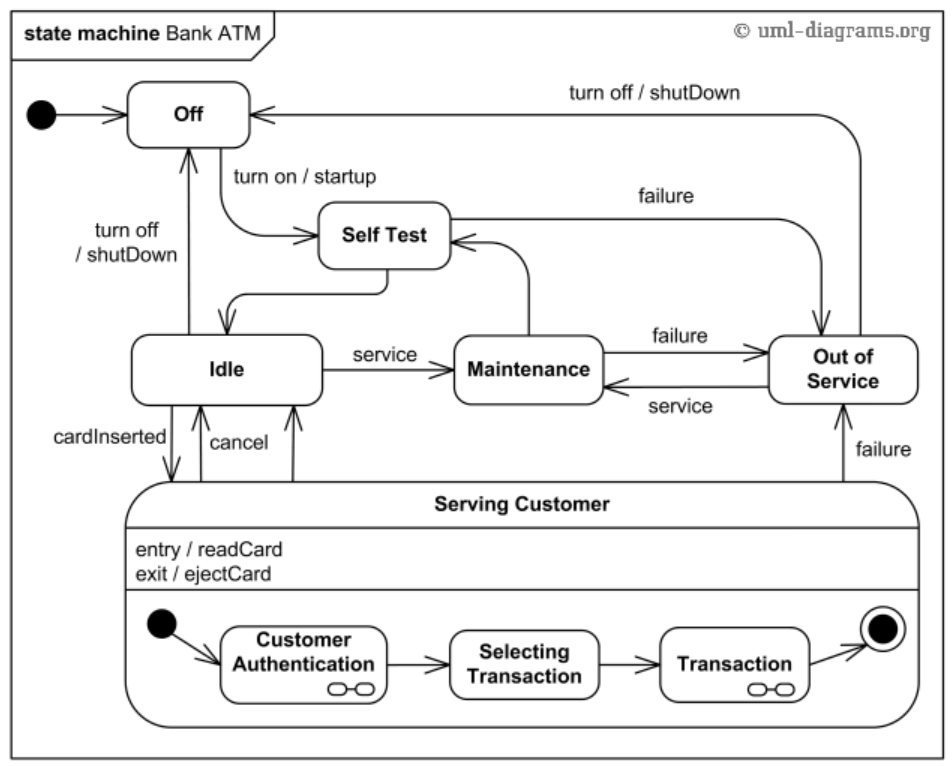 state machine Bank ATM
© uml-diagrams.org
turn off / shutDown
Off
turn on / startup
failure
turn off
/ shutDown
Self Test
Idle
service
Maintenance
failure
service
Out of
Service
cardInserted
cancel
failure
Serving Customer
entry / readCard
exit / ejectCard
Customer
Authentication
Selecting
Transaction
Transaction